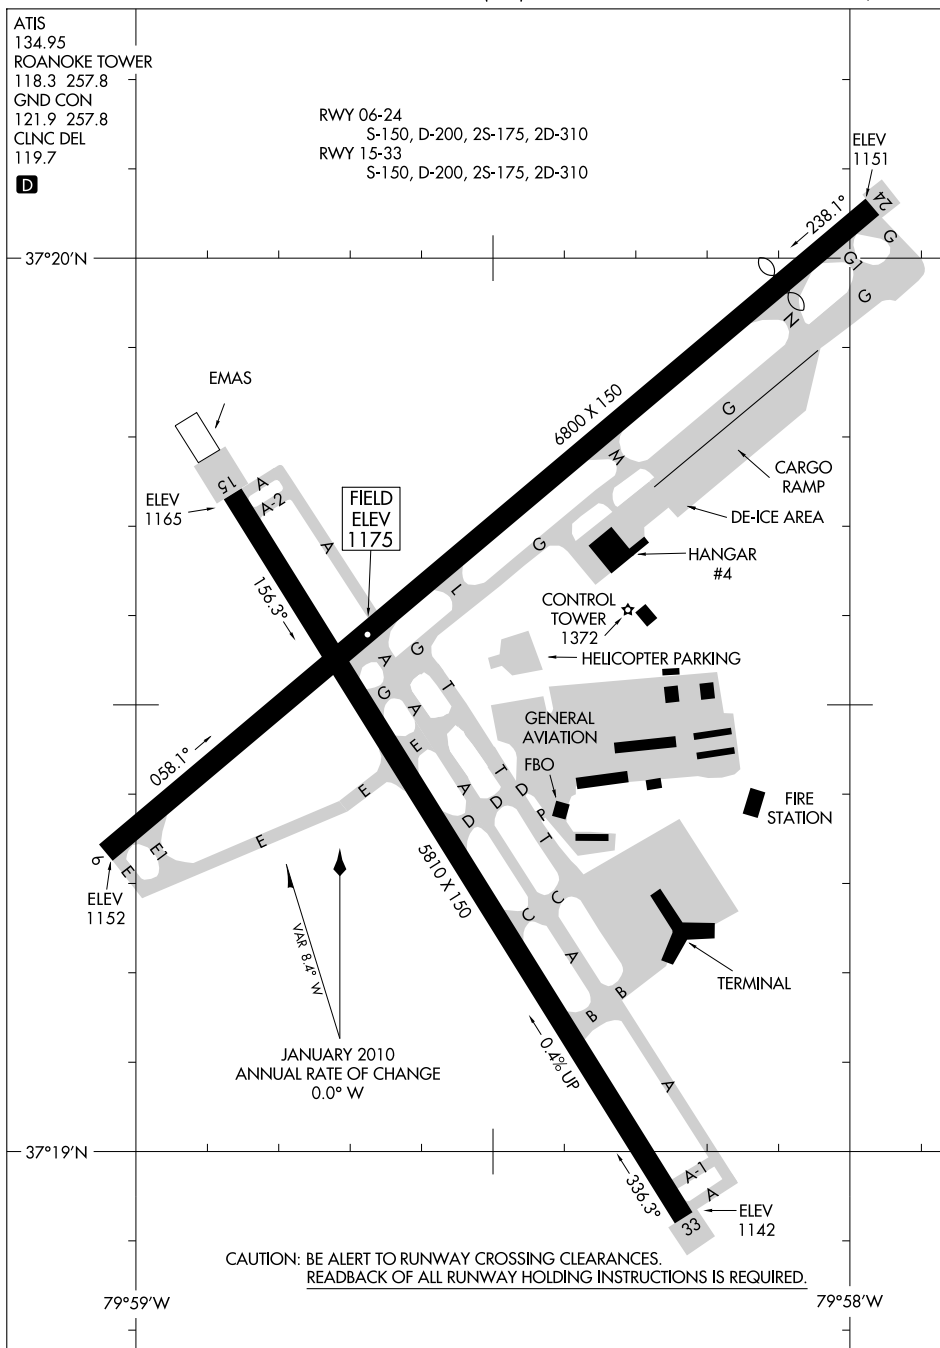 ATIS
134.95
ROANOKE TOWER
118.3 257.8
GND CON
121.9 257.8
CLNC DEL
119.7
D
RWY 06-24
S-150, D-200, 2S-175, 2D-310
RWY 15-33
S-150, D-200, 2S-175, 2D-310
ELEV
1151
24
238.1°
G
G1
G
37°20'N
N
EMAS
6800 X 150
G
M
CARGO
RAMP
15
A
A-2
ELEV
1165
FIELD
ELEV
1175
DE-ICE AREA
A
G
HANGAR
#4
156.3°
L
CONTROL
TOWER
1372
G
A
HELICOPTER PARKING
T
G
A
GENERAL
AVIATION
E
058.1°
FBO
T
E
A
D
D
D
P
T
FIRE
STATION
E
E1
E
6
5810 X 150
ELEV
1152
C
C
VAR 8.4° W
A
TERMINAL
B
B
0.4% UP
JANUARY 2010
ANNUAL RATE OF CHANGE
0.0° W
A
37°19'N
A-1
A
336.3°
33
ELEV
1142
CAUTION: BE ALERT TO RUNWAY CROSSING CLEARANCES.
READBACK OF ALL RUNWAY HOLDING INSTRUCTIONS IS REQUIRED.
79°59'W
79°58'W